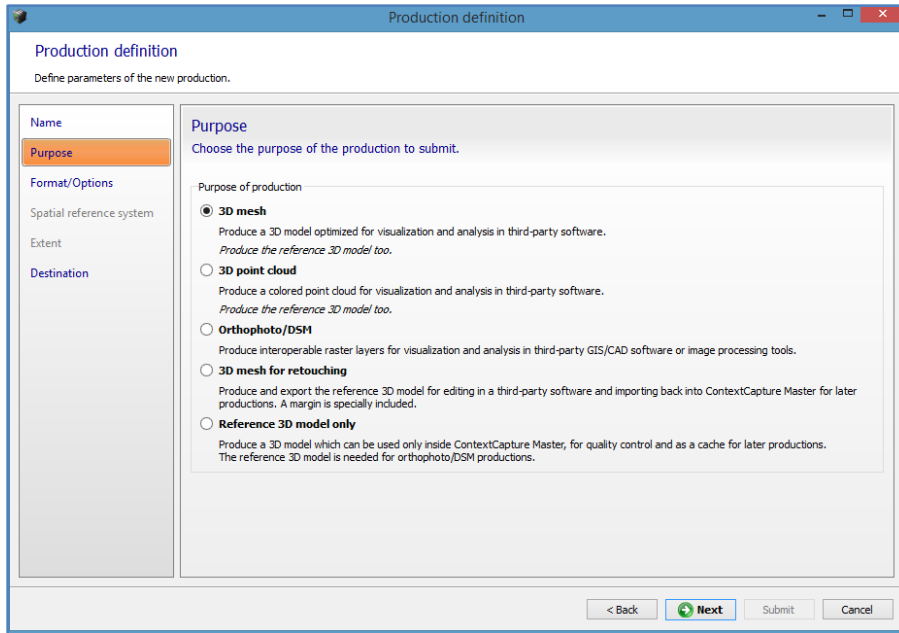 Production definition
Production definition
Define parameters of the new production.
Name
Purpose
Format/Options
Spatial reference system
Extent
Destination
Purpose
Choose the purpose of the production to submit.
Purpose of production
3D mesh
Produce a 3D model optimized for visualization and analysis in third-party software.
Produce the reference 3D model too.
3D point cloud
Produce a colored point cloud for visualization and analysis in third-party software.
Produce the reference 3D model too.
Orthophoto/DSM
Produce interoperable raster layers for visualization and analysis in third-party GIS/CAD software or image processing tools.
3D mesh for retouching
Produce and export the reference 3D model for editing in a third-party software and importing back into ContextCapture Master for later
productions. A margin is specially included.
Reference 3D model only
Produce a 3D model which can be used only inside ContextCapture Master, for quality control and as a cache for later productions.
The reference 3D model is needed for orthophoto/DSM productions.
< Back
Next
Submit
Cancel